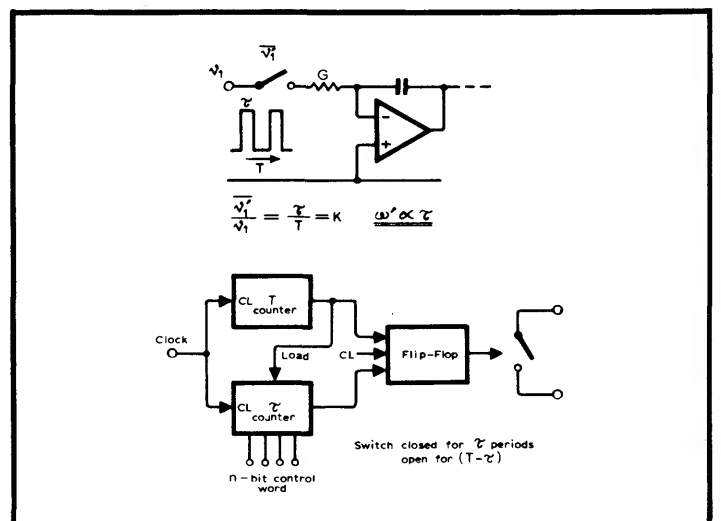 v̅₁'
v₁ G
τ
-
+
T
v̅₁'/v₁ = τ/T = K ω' ∝ τ
CL T counter
Clock
Load CL Flip-Flop
CL τ counter
Switch closed for τ periods
open for (T-τ)
n-bit control
word